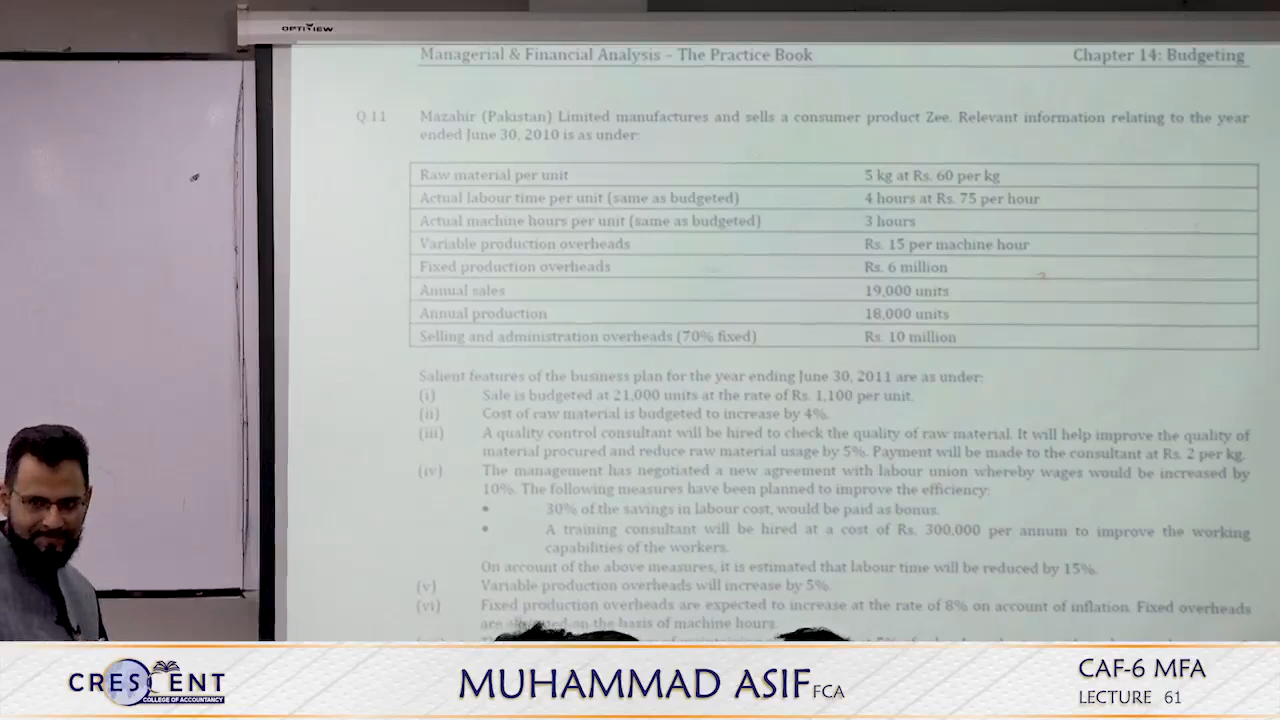 OPTIVIEW
Managerial & Financial Analysis – The Practice Book Chapter 14: Budgeting
Q.11 Mazahir (Pakistan) Limited manufactures and sells a consumer product Zee. Relevant information relating to the year
ended June 30, 2010 is as under:
Raw material per unit 5 kg at Rs. 60 per kg
Actual labour time per unit (same as budgeted) 4 hours at Rs. 75 per hour
Actual machine hours per unit (same as budgeted) 3 hours
Variable production overheads Rs. 15 per machine hour
Fixed production overheads Rs. 6 million
Annual sales 19,000 units
Annual production 18,000 units
Selling and administration overheads (70% fixed) Rs. 10 million
Salient features of the business plan for the year ending June 30, 2011 are as under:
(i) Sale is budgeted at 21,000 units at the rate of Rs. 1,100 per unit.
(ii) Cost of raw material is budgeted to increase by 4%.
(iii) A quality control consultant will be hired to check the quality of raw material. It will help improve the quality of
material procured and reduce raw material usage by 5%. Payment will be made to the consultant at Rs. 2 per kg.
(iv) The management has negotiated a new agreement with labour union whereby wages would be increased by
10%. The following measures have been planned to improve the efficiency:
• 30% of the savings in labour cost, would be paid as bonus.
• A training consultant will be hired at a cost of Rs. 300,000 per annum to improve the working
capabilities of the workers.
On account of the above measures, it is estimated that labour time will be reduced by 15%.
(v) Variable production overheads will increase by 5%.
(vi) Fixed production overheads are expected to increase at the rate of 8% on account of inflation. Fixed overheads
are on the basis of machine hours.
CRESCENT
COLLEGE OF ACCOUNTANCY
MUHAMMAD ASIF FCA
CAF-6 MFA
LECTURE 61